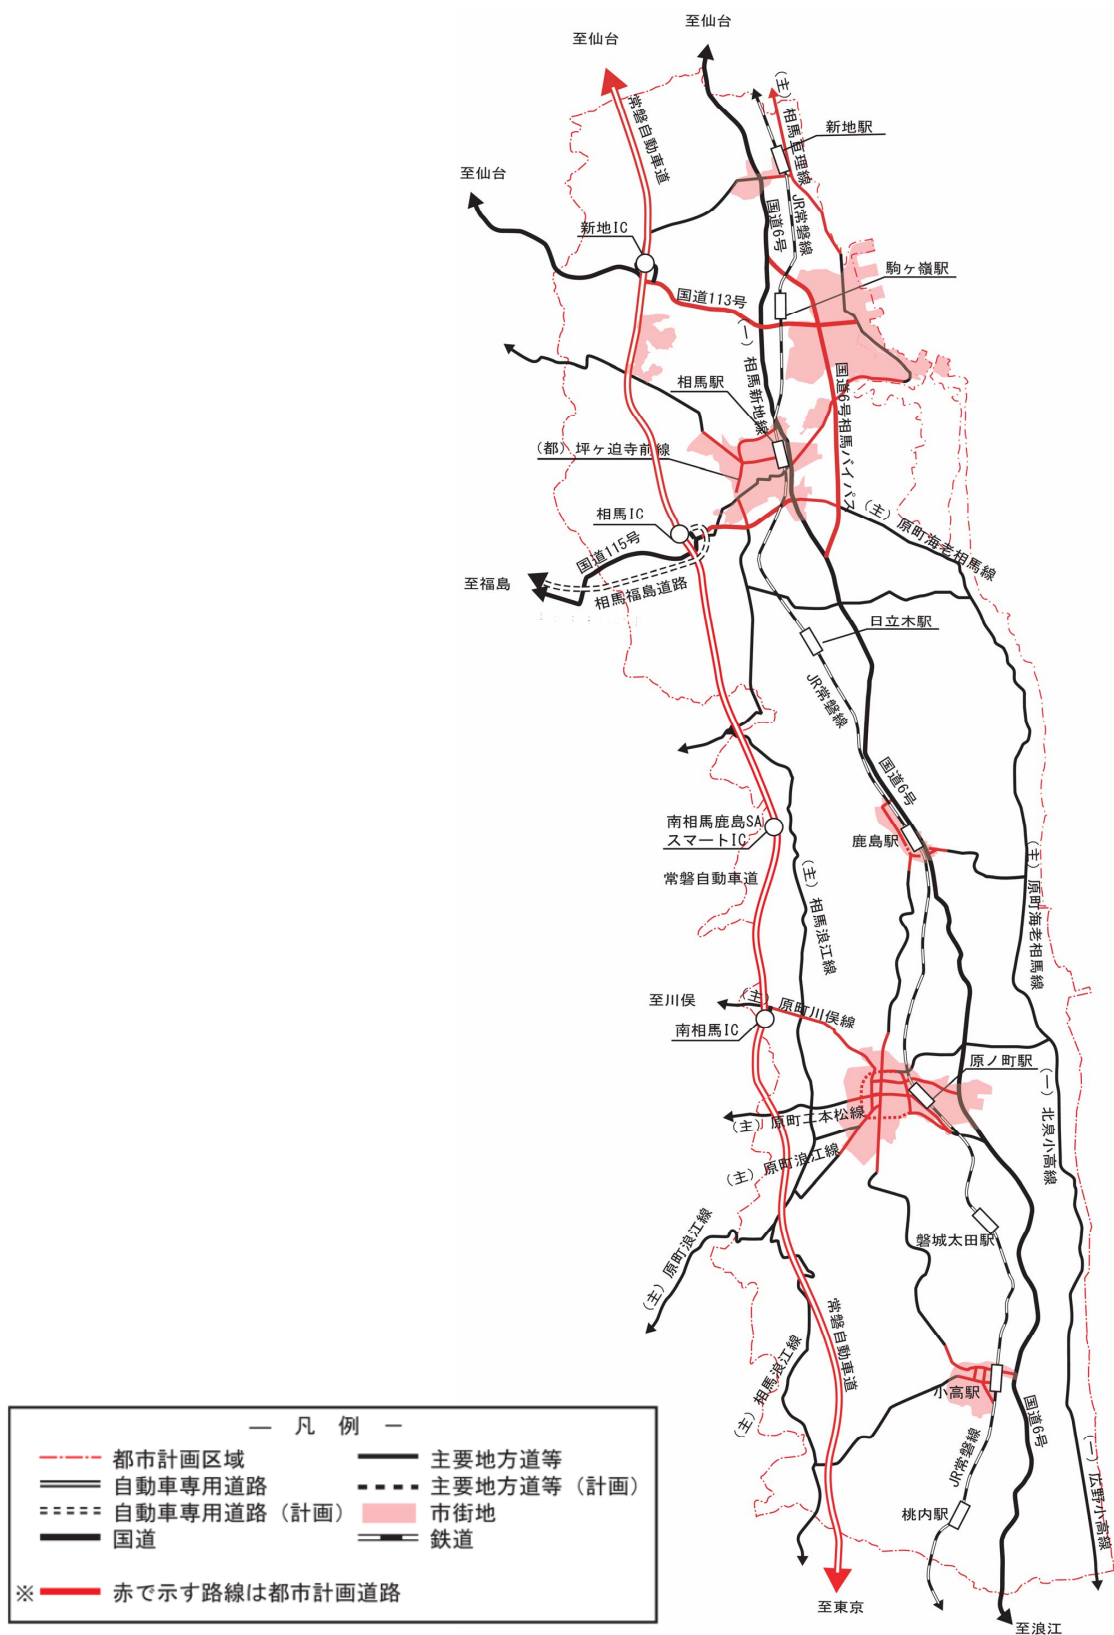 至仙台
至仙台
至仙台
常磐自動車道
(主) 相馬亘理線
新地駅
JR常磐線
国道6号
新地IC
駒ヶ嶺駅
国道113号
(一) 相馬新地線
相馬駅
国道6号相馬バイパス
(都) 坪ヶ迫寺前線
相馬IC
(主) 原町海老相馬線
国道115号
至福島
相馬福島道路
日立木駅
JR常磐線
国道6号
南相馬鹿島SA
スマートIC
鹿島駅
常磐自動車道
(主) 相馬浪江線
(主) 原町海老相馬線
至川俣
(主) 原町川俣線
南相馬IC
原ノ町駅
(一) 北泉小高線
(主) 原町二本松線
(主) 原町浪江線
磐城太田駅
(主) 原町浪江線
常磐自動車道
(主) 相馬浪江線
小高駅
国道6号
JR常磐線
(一) 広野小高線
桃内駅
至東京
至浪江
― 凡 例 ―
都市計画区域
自動車専用道路
自動車専用道路 (計画)
国道
主要地方道等
主要地方道等 (計画)
市街地
鉄道
※ 赤で示す路線は都市計画道路